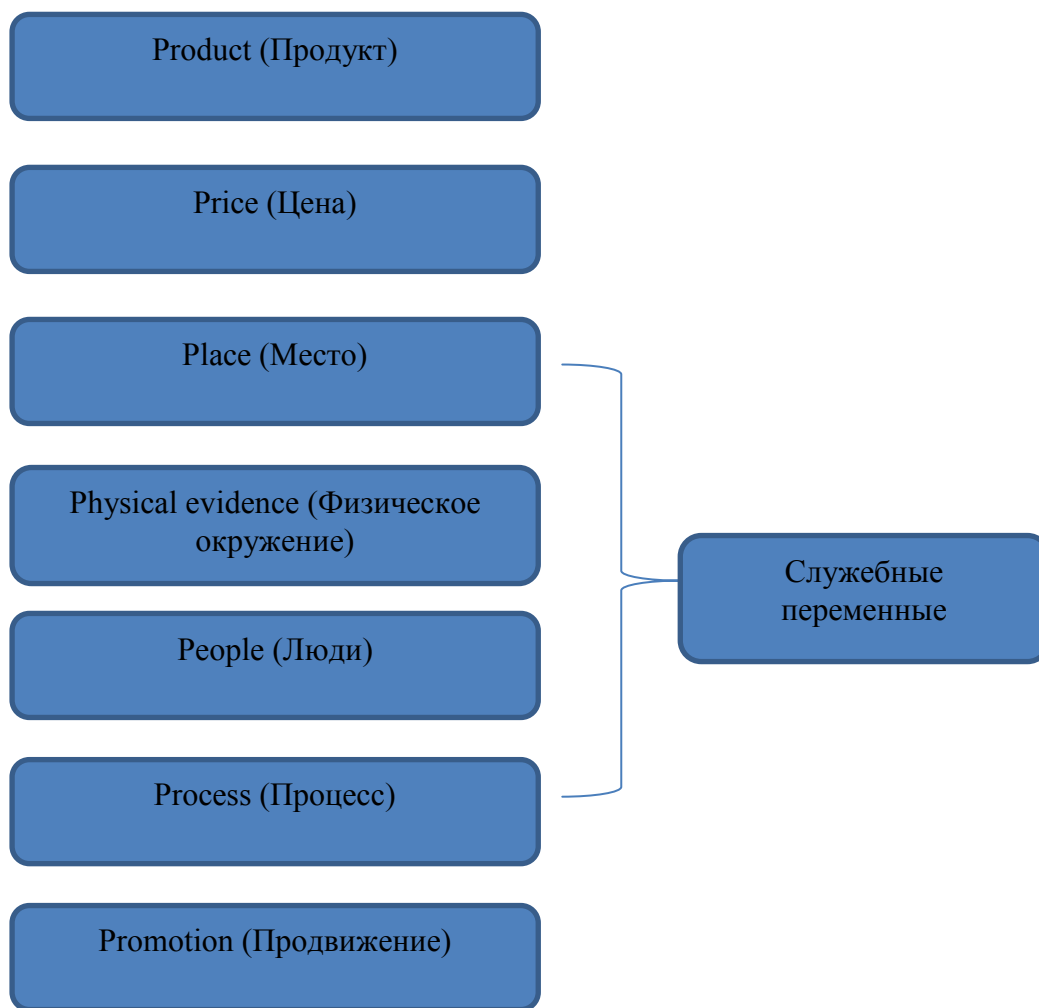 Product (Продукт)
Price (Цена)
Place (Место)
Physical evidence (Физическое
окружение)
People (Люди)
Process (Процесс)
Promotion (Продвижение)
Служебные
переменные